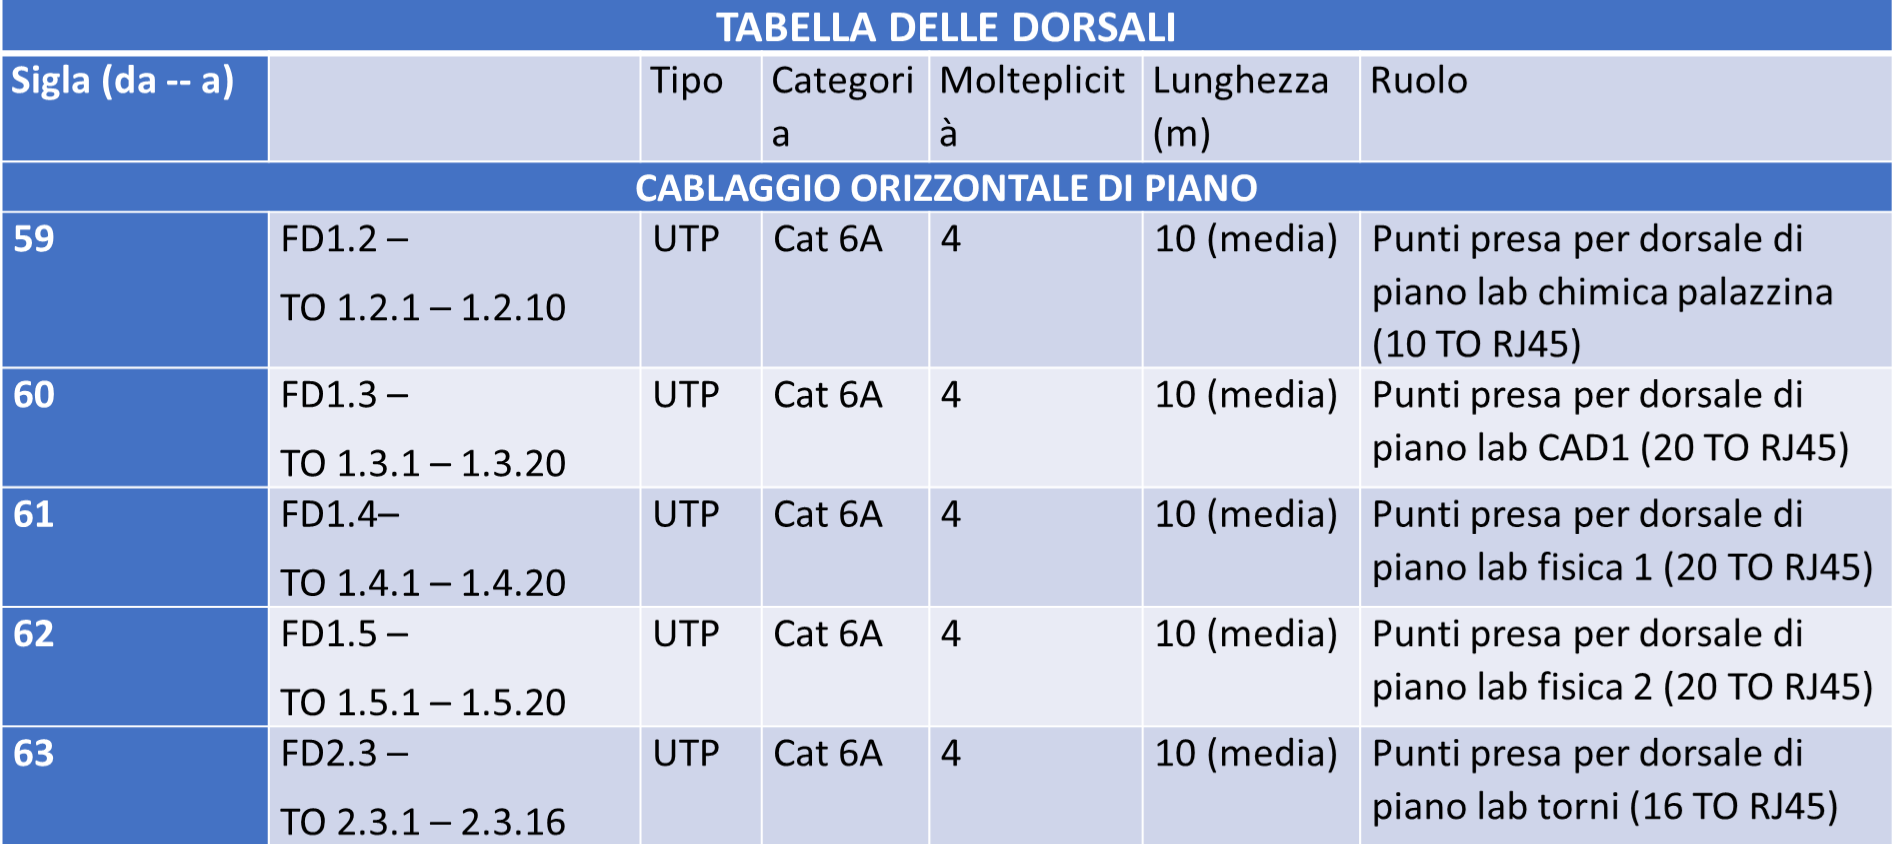 TABELLA DELLE DORSALI
Sigla (da -- a) Tipo Categori Molteplicit Lunghezza Ruolo
a à (m)
CABLAGGIO ORIZZONTALE DI PIANO
59 FD1.2 – UTP Cat 6A 4 10 (media) Punti presa per dorsale di
TO 1.2.1 – 1.2.10 piano lab chimica palazzina
(10 TO RJ45)
60 FD1.3 – UTP Cat 6A 4 10 (media) Punti presa per dorsale di
TO 1.3.1 – 1.3.20 piano lab CAD1 (20 TO RJ45)
61 FD1.4– UTP Cat 6A 4 10 (media) Punti presa per dorsale di
TO 1.4.1 – 1.4.20 piano lab fisica 1 (20 TO RJ45)
62 FD1.5 – UTP Cat 6A 4 10 (media) Punti presa per dorsale di
TO 1.5.1 – 1.5.20 piano lab fisica 2 (20 TO RJ45)
63 FD2.3 – UTP Cat 6A 4 10 (media) Punti presa per dorsale di
TO 2.3.1 – 2.3.16 piano lab torni (16 TO RJ45)